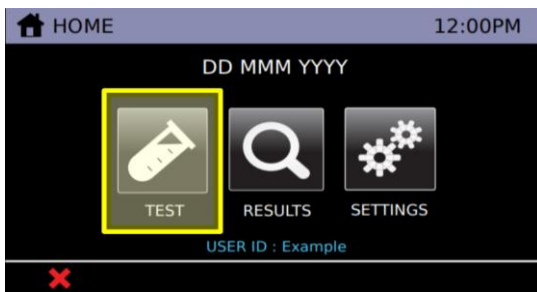 HOME 12:00PM
DD MMM YYYY
TEST RESULTS SETTINGS
USER ID : Example